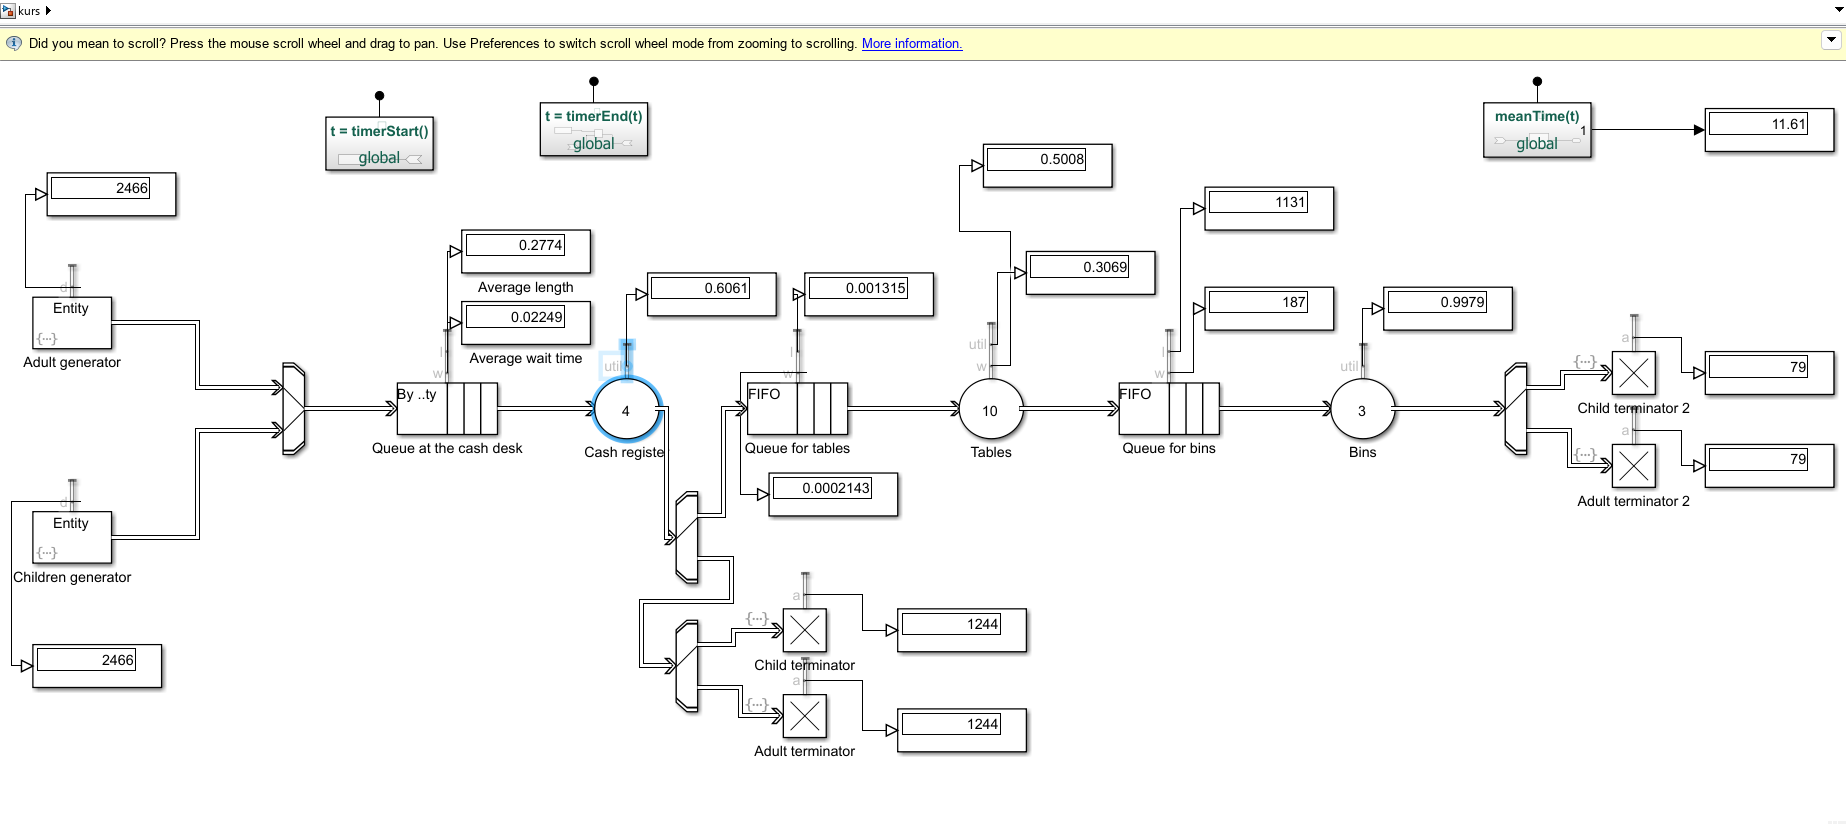 kurs
Did you mean to scroll? Press the mouse scroll wheel and drag to pan. Use Preferences to switch scroll wheel mode from zooming to scrolling. More information.
t = timerStart()
global
t = timerEnd(t)
global
meanTime(t)
1
global
11.61
2466
d
Entity
{...}
Adult generator
d
Entity
{...}
Children generator
2466
0.2774
Average length
0.02249
Average wait time
l
w
By ..ty
Queue at the cash desk
0.6061
util
4
Cash registe
0.001315
l
w
FIFO
Queue for tables
0.0002143
0.5008
0.3069
util
w
10
Tables
1131
187
l
w
FIFO
Queue for bins
0.9979
util
3
Bins
a
{...}
79
Child terminator 2
a
{...}
79
Adult terminator 2
a
{...}
1244
Child terminator
a
{...}
1244
Adult terminator